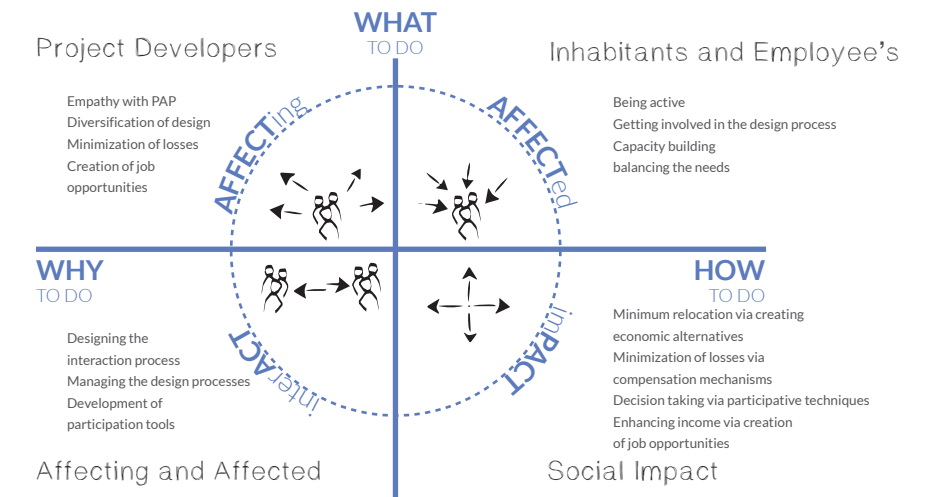 WHAT
TO DO
Project Developers
Empathy with PAP
Diversification of design
Minimization of losses
Creation of job
opportunities
AFFECTing
Inhabitants and Employee's
Being active
Getting involved in the design process
Capacity building
balancing the needs
AFFECTed
WHY
TO DO
Designing the
interaction process
Managing the design processes
Development of
participation tools
interACT
Affecting and Affected
HOW
TO DO
Minimum relocation via creating
economic alternatives
Minimization of losses via
compensation mechanisms
Decision taking via participative techniques
Enhancing income via creation
of job opportunities
imPACT
Social Impact